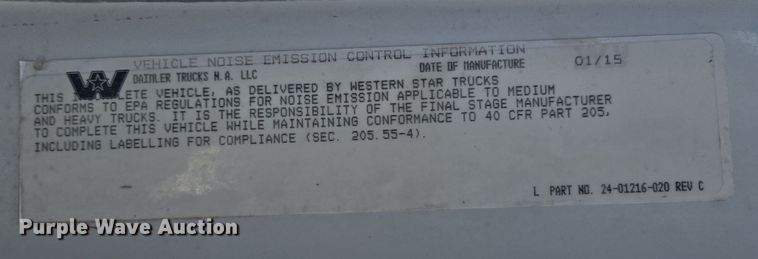 VEHICLE NOISE EMISSION CONTROL INFORMATION
DAIMLER TRUCKS N.A. LLC DATE OF MANUFACTURE 01/15
THIS COMPLETE VEHICLE, AS DELIVERED BY WESTERN STAR TRUCKS
CONFORMS TO EPA REGULATIONS FOR NOISE EMISSION APPLICABLE TO MEDIUM
AND HEAVY TRUCKS. IT IS THE RESPONSIBILITY OF THE FINAL STAGE MANUFACTURER
TO COMPLETE THIS VEHICLE WHILE MAINTAINING CONFORMANCE TO 40 CFR PART 205,
INCLUDING LABELLING FOR COMPLIANCE (SEC. 205.55-4).
L PART NO. 24-01216-020 REV C
Purple Wave Auction